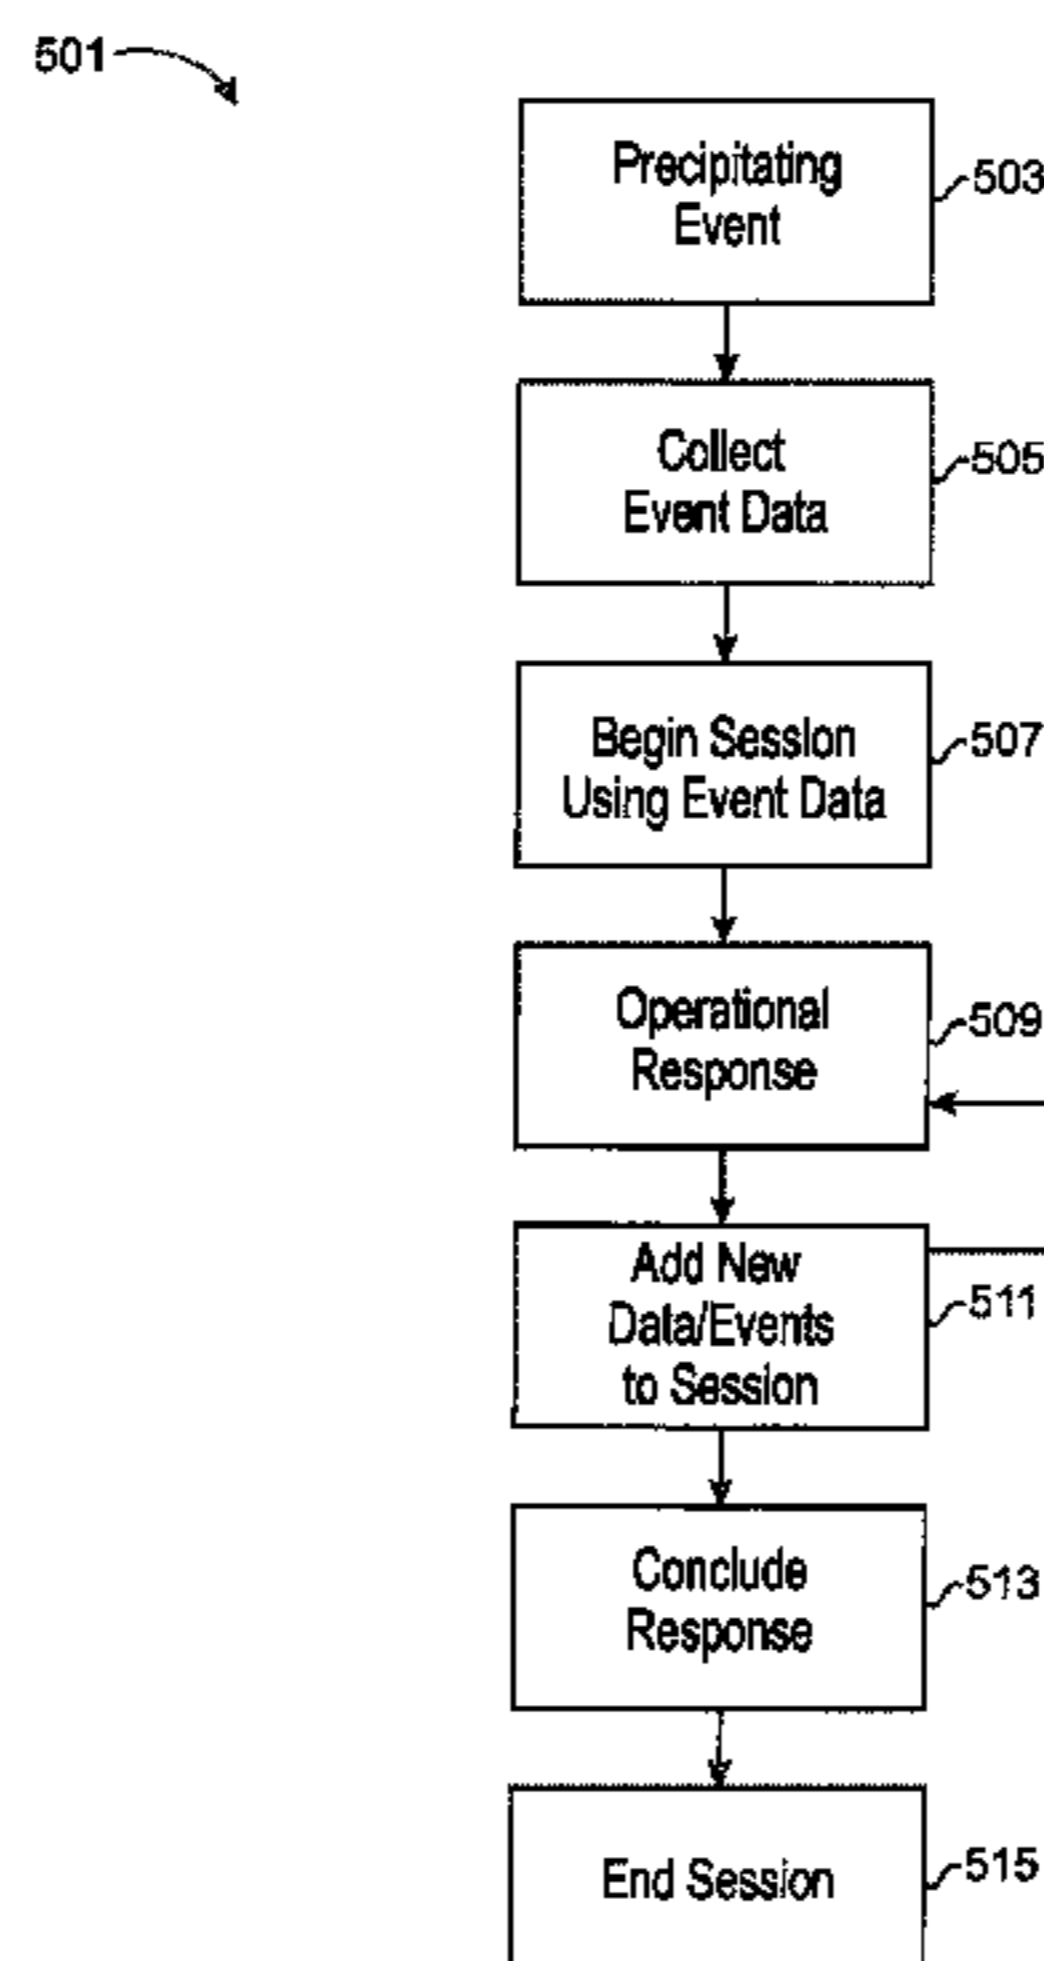 501
Precipitating
Event
503
Collect
Event Data
505
Begin Session
Using Event Data
507
Operational
Response
509
Add New
Data/Events
to Session
511
Conclude
Response
513
End Session
515